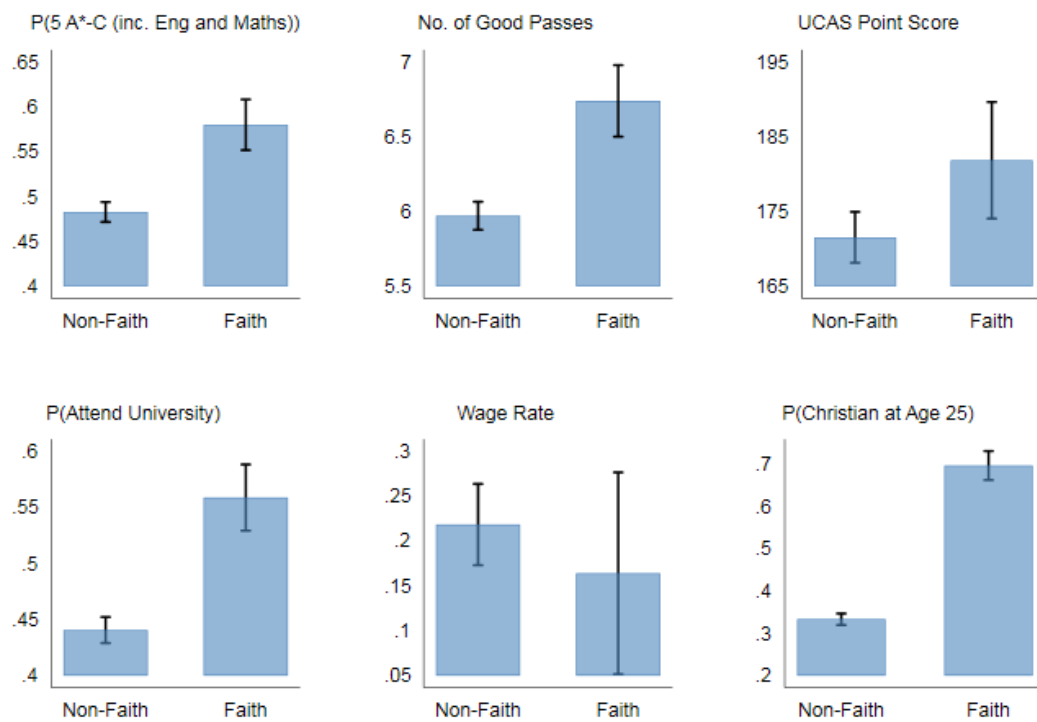 P(5 A*-C (inc. Eng and Maths))
.65
.6
.55
.5
.45
.4
Non-Faith Faith
No. of Good Passes
7
6.5
6
5.5
Non-Faith Faith
UCAS Point Score
195
185
175
165
Non-Faith Faith
P(Attend University)
.6
.55
.5
.45
.4
Non-Faith Faith
Wage Rate
.3
.25
.2
.15
.1
.05
Non-Faith Faith
P(Christian at Age 25)
.7
.6
.5
.4
.3
.2
Non-Faith Faith